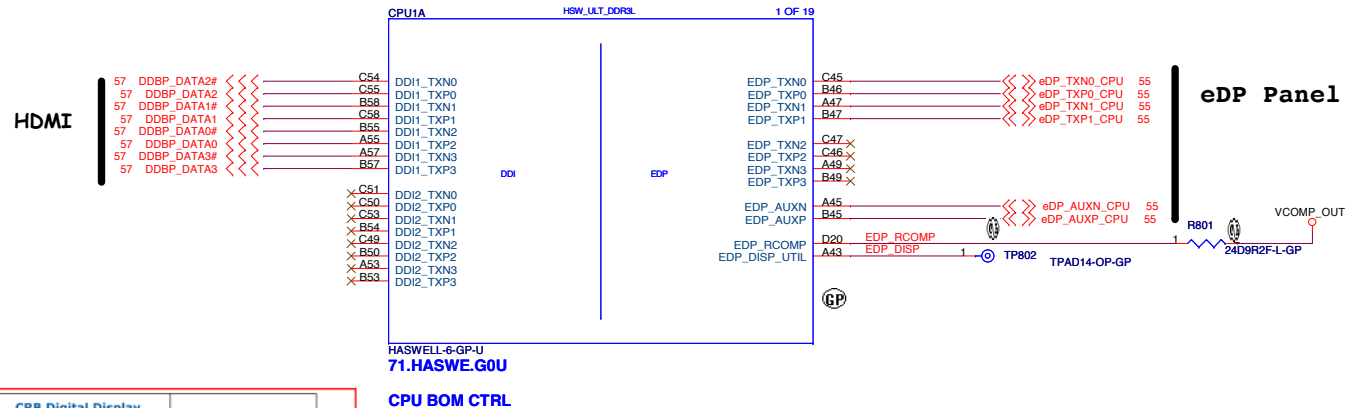 CPU1A HSW_ULT_DDR3L 1 OF 19
HDMI
57 DDBP_DATA2# C54 DDI1_TXN0
57 DDBP_DATA2 C55 DDI1_TXP0
57 DDBP_DATA1# B58 DDI1_TXN1
57 DDBP_DATA1 C58 DDI1_TXP1
57 DDBP_DATA0# B55 DDI1_TXN2
57 DDBP_DATA0 A55 DDI1_TXP2
57 DDBP_DATA3# A57 DDI1_TXN3
57 DDBP_DATA3 B57 DDI1_TXP3
C51 DDI2_TXN0
C50 DDI2_TXP0
C53 DDI2_TXN1
B54 DDI2_TXP1
C49 DDI2_TXN2
B50 DDI2_TXP2
A53 DDI2_TXN3
B53 DDI2_TXP3
DDI EDP
EDP_TXN0 C45 eDP_TXN0_CPU 55
EDP_TXP0 B46 eDP_TXP0_CPU 55
EDP_TXN1 A47 eDP_TXN1_CPU 55
EDP_TXP1 B47 eDP_TXP1_CPU 55
eDP Panel
EDP_TXN2 C47
EDP_TXP2 C46
EDP_TXN3 A49
EDP_TXP3 B49
EDP_AUXN A45 eDP_AUXN_CPU 55
EDP_AUXP B45 eDP_AUXP_CPU 55
EDP_RCOMP D20 EDP_RCOMP 1 R801 24D9R2F-L-GP VCOMP_OUT
EDP_DISP_UTIL A43 EDP_DISP 1 TP802 TPAD14-OP-GP
GP
HASWELL-6-GP-U
71.HASWE.G0U
CPU BOM CTRL
CRB Digital Display